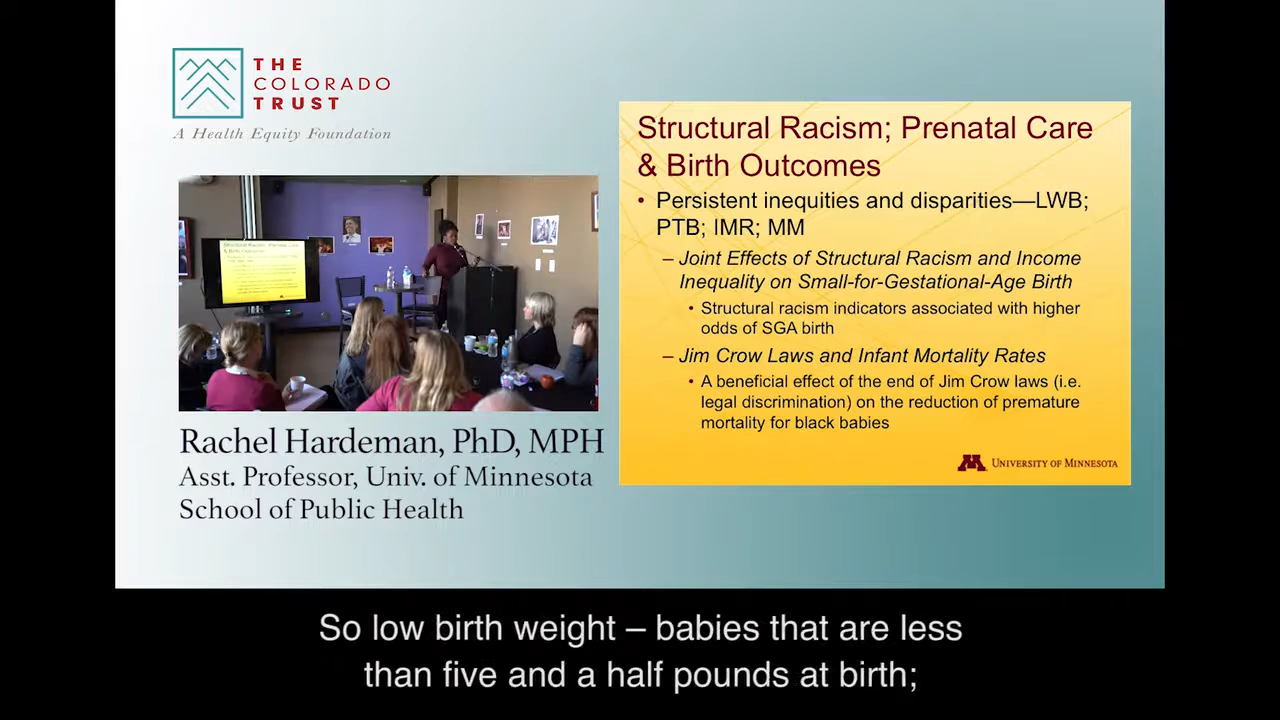 THE
COLORADO
TRUST
A Health Equity Foundation
Structural Racism; Prenatal Care
& Birth Outcomes
• Persistent inequities and disparities—LWB;
PTB; IMR; MM
– Joint Effects of Structural Racism and Income
Inequality on Small-for-Gestational-Age Birth
• Structural racism indicators associated with higher
odds of SGA birth
– Jim Crow Laws and Infant Mortality Rates
• A beneficial effect of the end of Jim Crow laws (i.e.
legal discrimination) on the reduction of premature
mortality for black babies
UNIVERSITY OF MINNESOTA
Rachel Hardeman, PhD, MPH
Asst. Professor, Univ. of Minnesota
School of Public Health
So low birth weight – babies that are less
than five and a half pounds at birth;